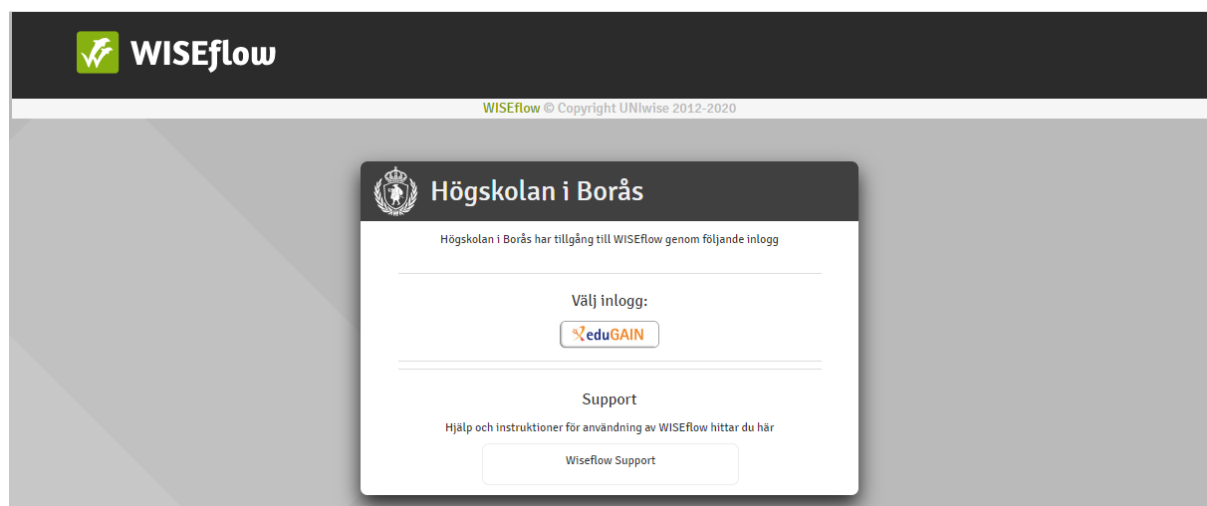 WISEflow
WISEflow © Copyright UNIwise 2012-2020
Högskolan i Borås
Högskolan i Borås har tillgång till WISEflow genom följande inlogg
Välj inlogg:
eduGAIN
Support
Hjälp och instruktioner för användning av WISEflow hittar du här
Wiseflow Support